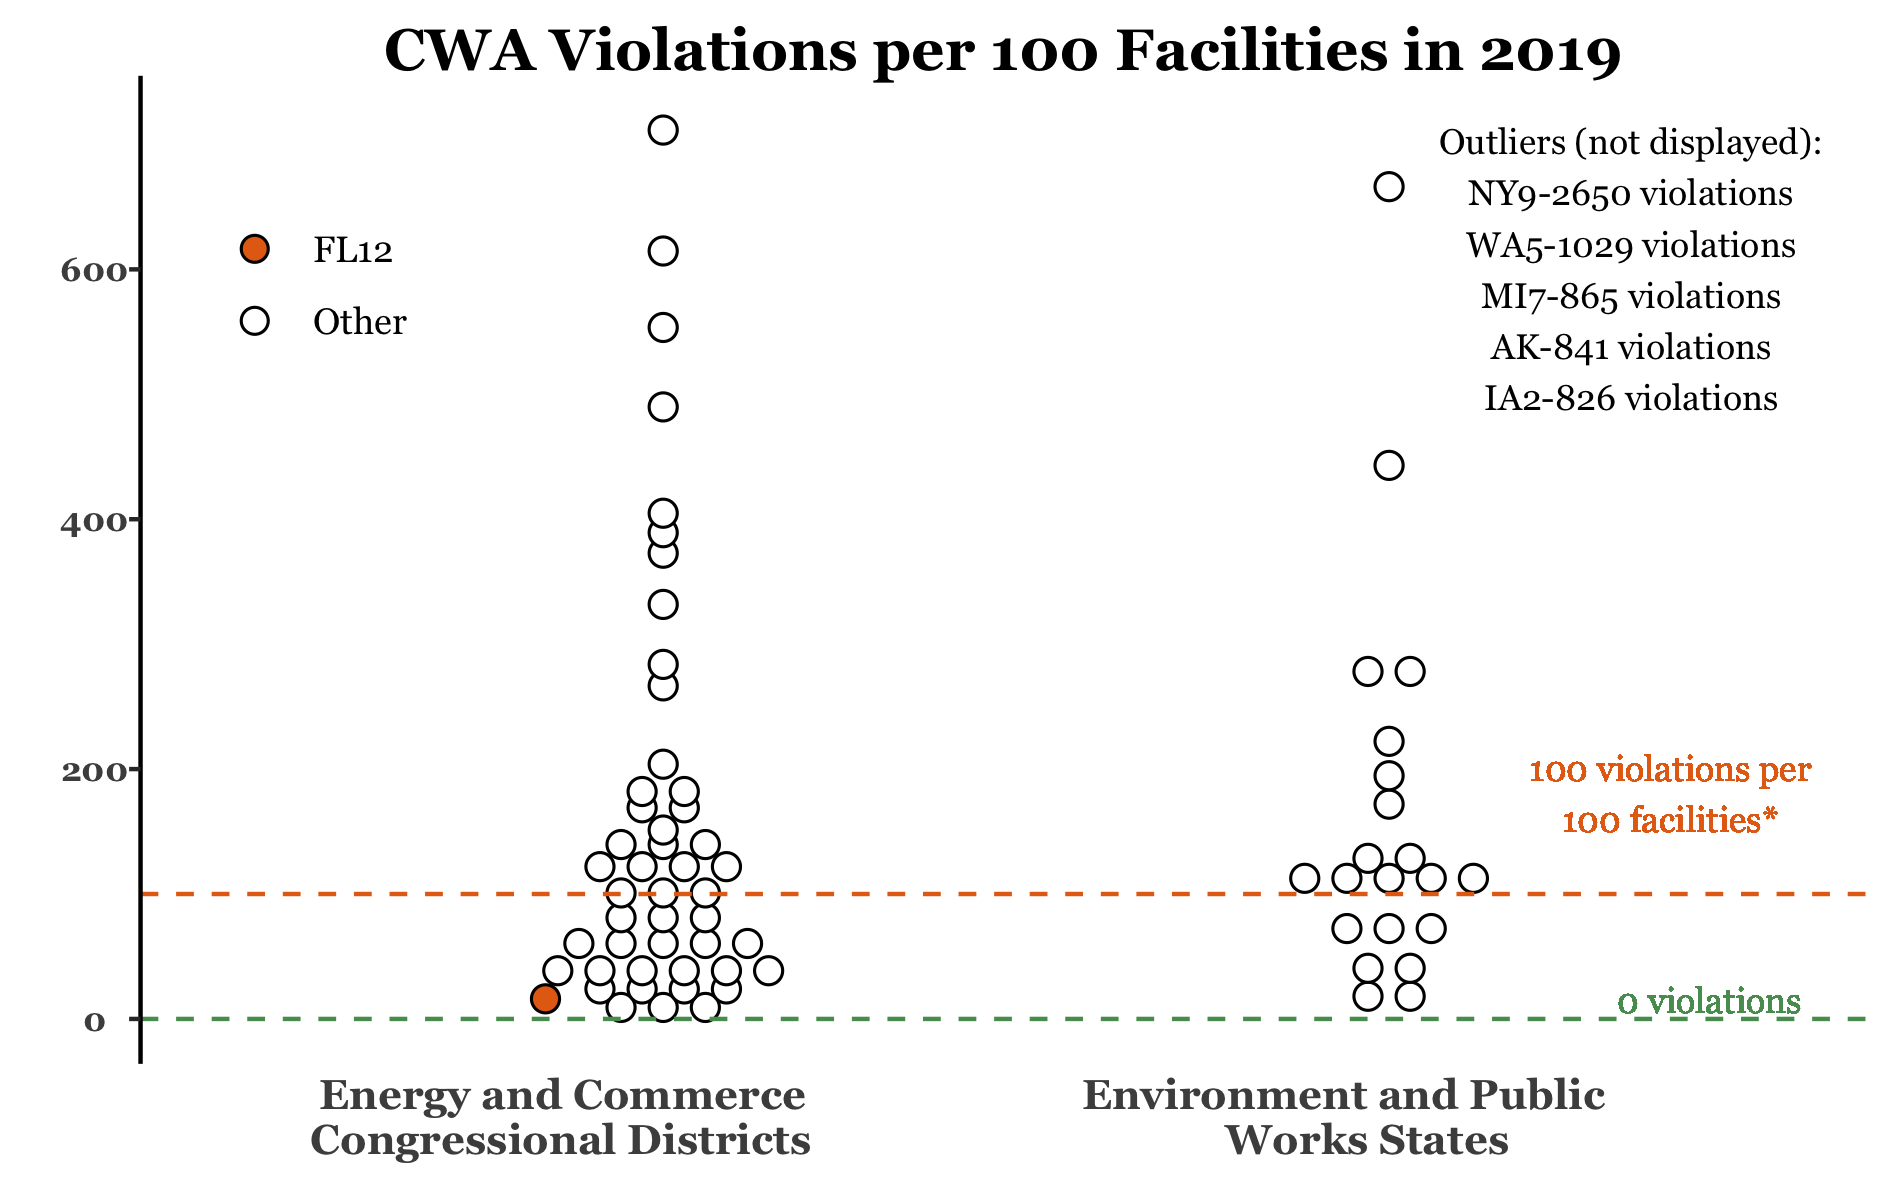 CWA Violations per 100 Facilities in 2019
Outliers (not displayed):
NY9-2650 violations
WA5-1029 violations
MI7-865 violations
AK-841 violations
IA2-826 violations
FL12
Other
600
400
200
0
100 violations per
100 facilities*
0 violations
Energy and Commerce
Congressional Districts
Environment and Public
Works States